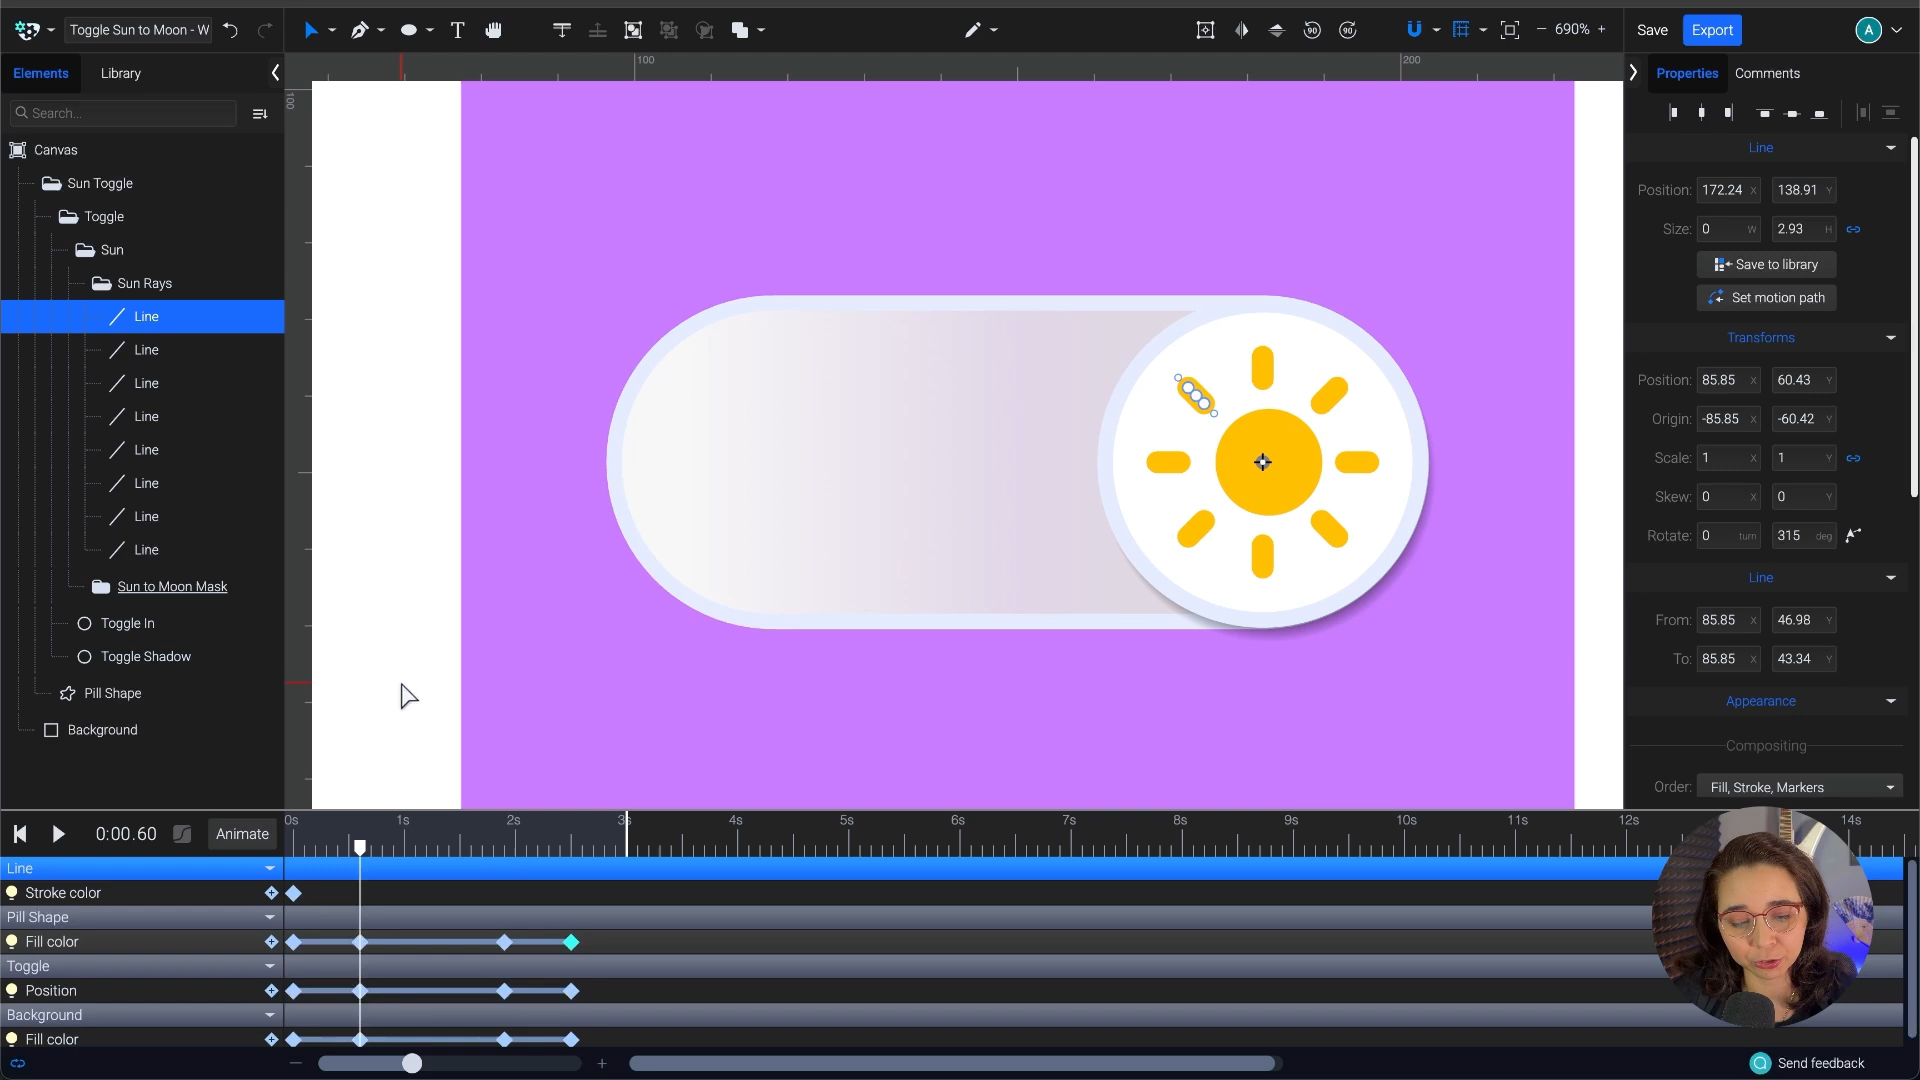 Toggle Sun to Moon - W
T
90
90
690%
Save
Export
A
Elements
Library
Properties
Comments
Search...
Canvas
Sun Toggle
Toggle
Sun
Sun Rays
Line
Line
Line
Line
Line
Line
Line
Line
Sun to Moon Mask
Toggle In
Toggle Shadow
Pill Shape
Background
100
200
100
Line
Position: 172.24 X 138.91 Y
Size: 0 W 2.93 H
Save to library
Set motion path
Transforms
Position: 85.85 X 60.43 Y
Origin: -85.85 X -60.42 Y
Scale: 1 X 1 Y
Skew: 0 X 0 Y
Rotate: 0 turn 315 deg
Line
From: 85.85 X 46.98 Y
To: 85.85 X 43.34 Y
Appearance
Compositing
Order: Fill, Stroke, Markers
0:00.60
Animate
0s 1s 2s 3s 4s 5s 6s 7s 8s 9s 10s 11s 12s 14s
Line
Stroke color
Pill Shape
Fill color
Toggle
Position
Background
Fill color
Send feedback